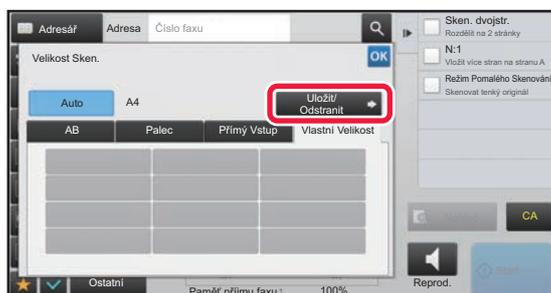 Adresář
Adresa
Číslo faxu
Velikost Sken.
OK
Auto
A4
Uložit/
Odstranit
AB
Palec
Přímý Vstup
Vlastní Velikost
Ostatní
Paměť příjmu faxu:
100%
Sken. dvojstr.
Rozdělit na 2 stránky
N:1
Vložit více stran na stranu A
Režim Pomalého Skenování
Skenovat tenký originál
CA
Reprod.
Start